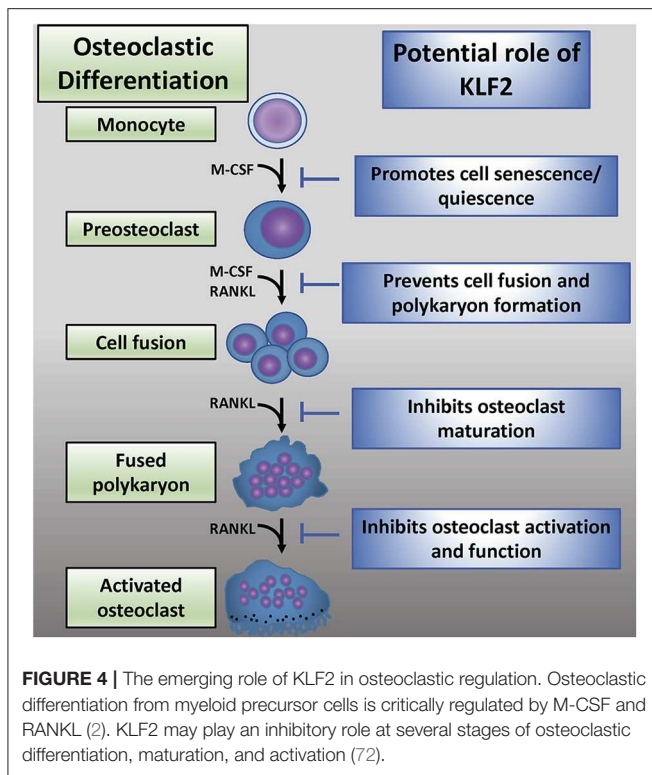 Osteoclastic
Differentiation
Potential role of
KLF2
Monocyte
M-CSF
Promotes cell senescence/
quiescence
Preosteoclast
M-CSF
RANKL
Prevents cell fusion and
polykaryon formation
Cell fusion
RANKL
Inhibits osteoclast
maturation
Fused
polykaryon
RANKL
Inhibits osteoclast activation
and function
Activated
osteoclast
FIGURE 4 | The emerging role of KLF2 in osteoclastic regulation. Osteoclastic
differentiation from myeloid precursor cells is critically regulated by M-CSF and
RANKL (2). KLF2 may play an inhibitory role at several stages of osteoclastic
differentiation, maturation, and activation (72).